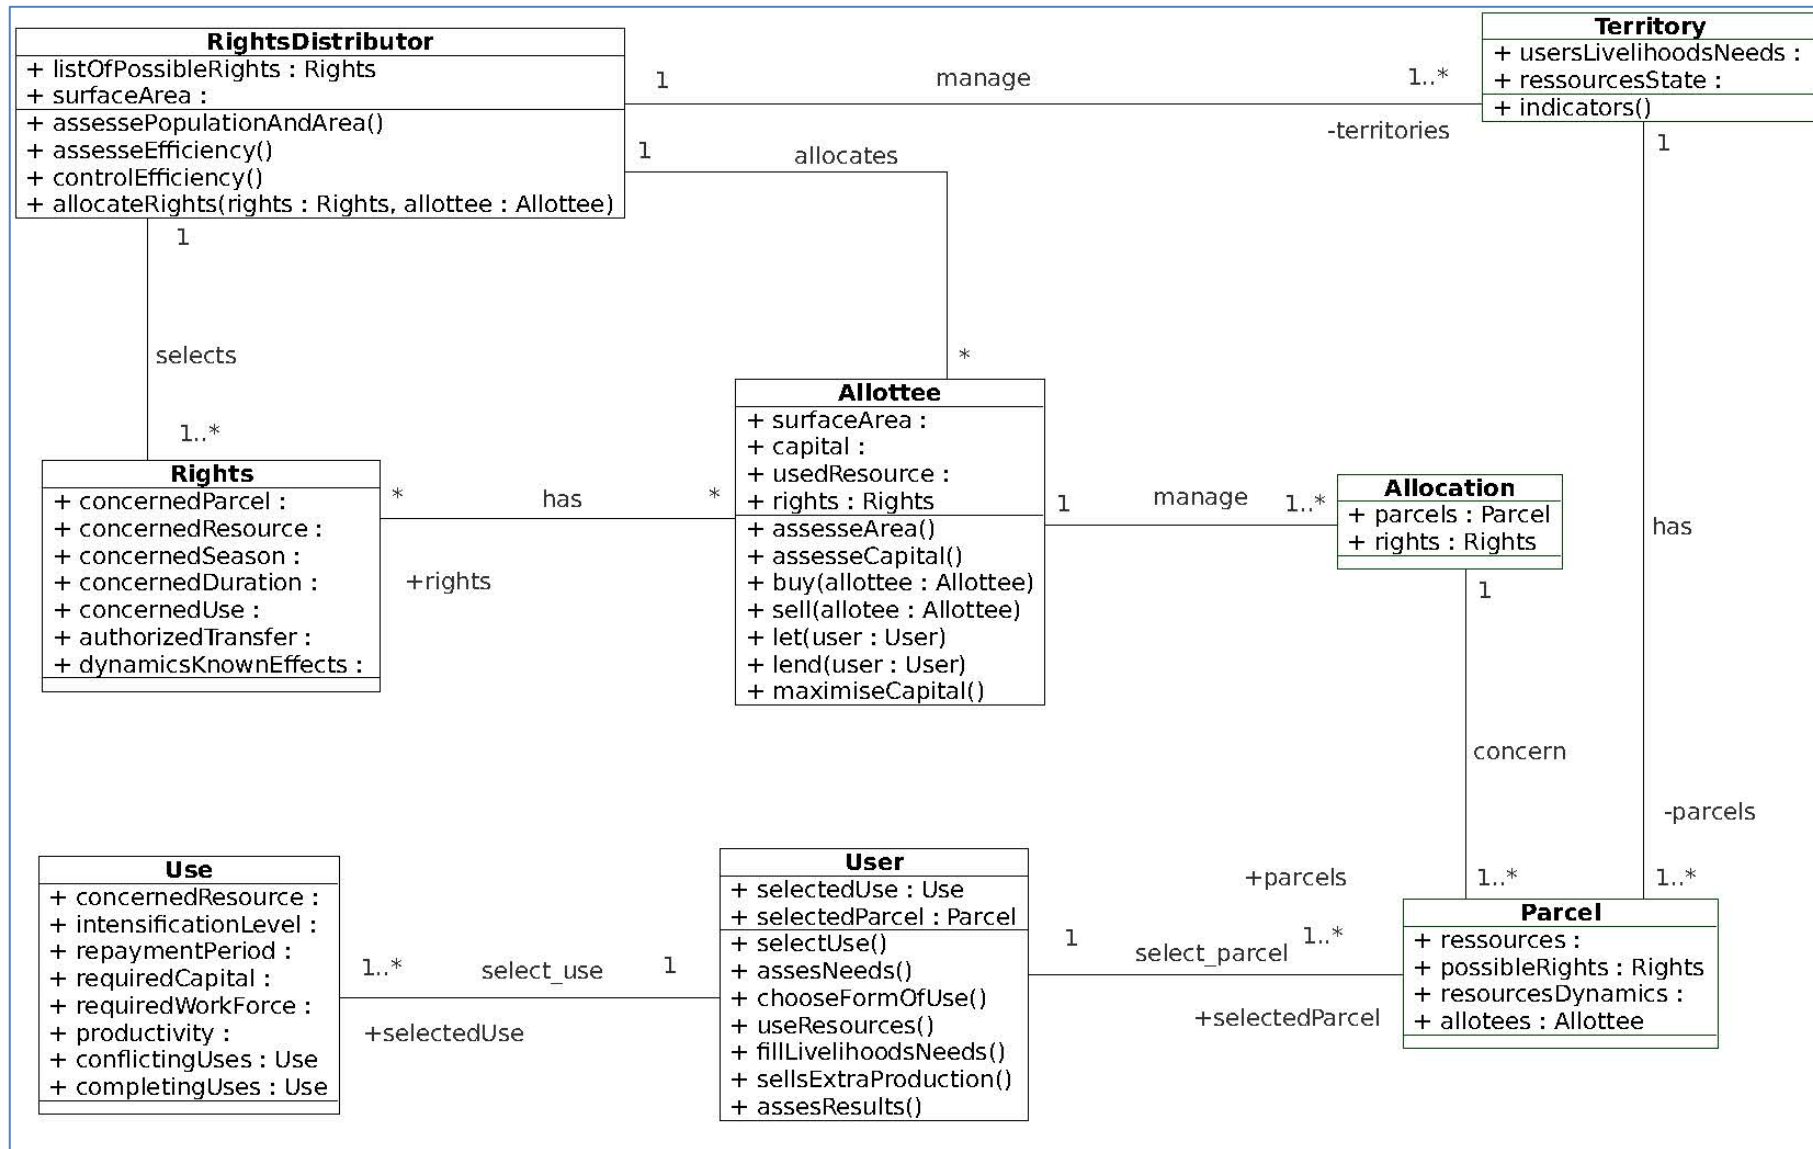 RightsDistributor
+ listOfPossibleRights : Rights
+ surfaceArea :
+ assessePopulationAndArea()
+ assesseEfficiency()
+ controlEfficiency()
+ allocateRights(rights : Rights, allottee : Allottee)
1
manage
1..*
-territories
Territory
+ usersLivelihoodsNeeds :
+ ressourcesState :
+ indicators()
1
allocates
*
1
selects
1..*
1
has
-parcels
1..*
Rights
+ concernedParcel :
+ concernedResource :
+ concernedSeason :
+ concernedDuration :
+ concernedUse :
+ authorizedTransfer :
+ dynamicsKnownEffects :
*
has
*
+rights
Allottee
+ surfaceArea :
+ capital :
+ usedResource :
+ rights : Rights
+ assesseArea()
+ assesseCapital()
+ buy(allottee : Allottee)
+ sell(allotee : Allottee)
+ let(user : User)
+ lend(user : User)
+ maximiseCapital()
1
manage
1..*
Allocation
+ parcels : Parcel
+ rights : Rights
1
concern
+parcels
1..*
Use
+ concernedResource :
+ intensificationLevel :
+ repaymentPeriod :
+ requiredCapital :
+ requiredWorkForce :
+ productivity :
+ conflictingUses : Use
+ completingUses : Use
1..*
select_use
1
+selectedUse
User
+ selectedUse : Use
+ selectedParcel : Parcel
+ selectUse()
+ assesNeeds()
+ chooseFormOfUse()
+ useResources()
+ fillLivelihoodsNeeds()
+ sellsExtraProduction()
+ assesResults()
1
select_parcel
1..*
+selectedParcel
Parcel
+ ressources :
+ possibleRights : Rights
+ resourcesDynamics :
+ allotees : Allottee